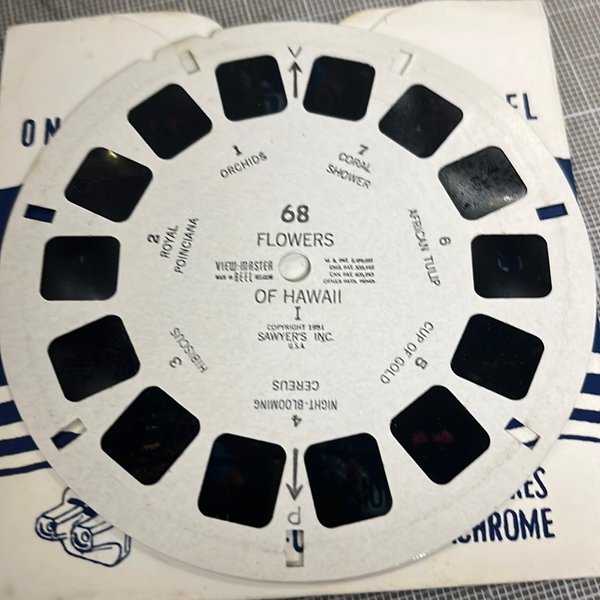 ON
EL
V
1
ORCHIDS
7
CORAL
SHOWER
2
ROYAL
POINCIANA
6
AFRICAN TULIP
68
FLOWERS
VIEW-MASTER
REEL
OF HAWAII
I
COPYRIGHT 1951
SAWYER'S INC.
U.S.A
3
HIBISCUS
5
CUP OF GOLD
4
NIGHT-BLOOMING
CEREUS
d
ES
CHROME